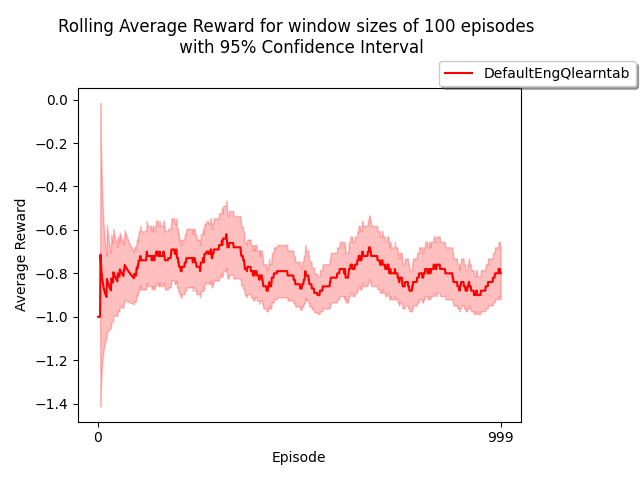 Rolling Average Reward for window sizes of 100 episodes
with 95% Confidence Interval
DefaultEngQlearntab
0.0
−0.2
−0.4
−0.6
−0.8
−1.0
−1.2
−1.4
Average Reward
0
999
Episode